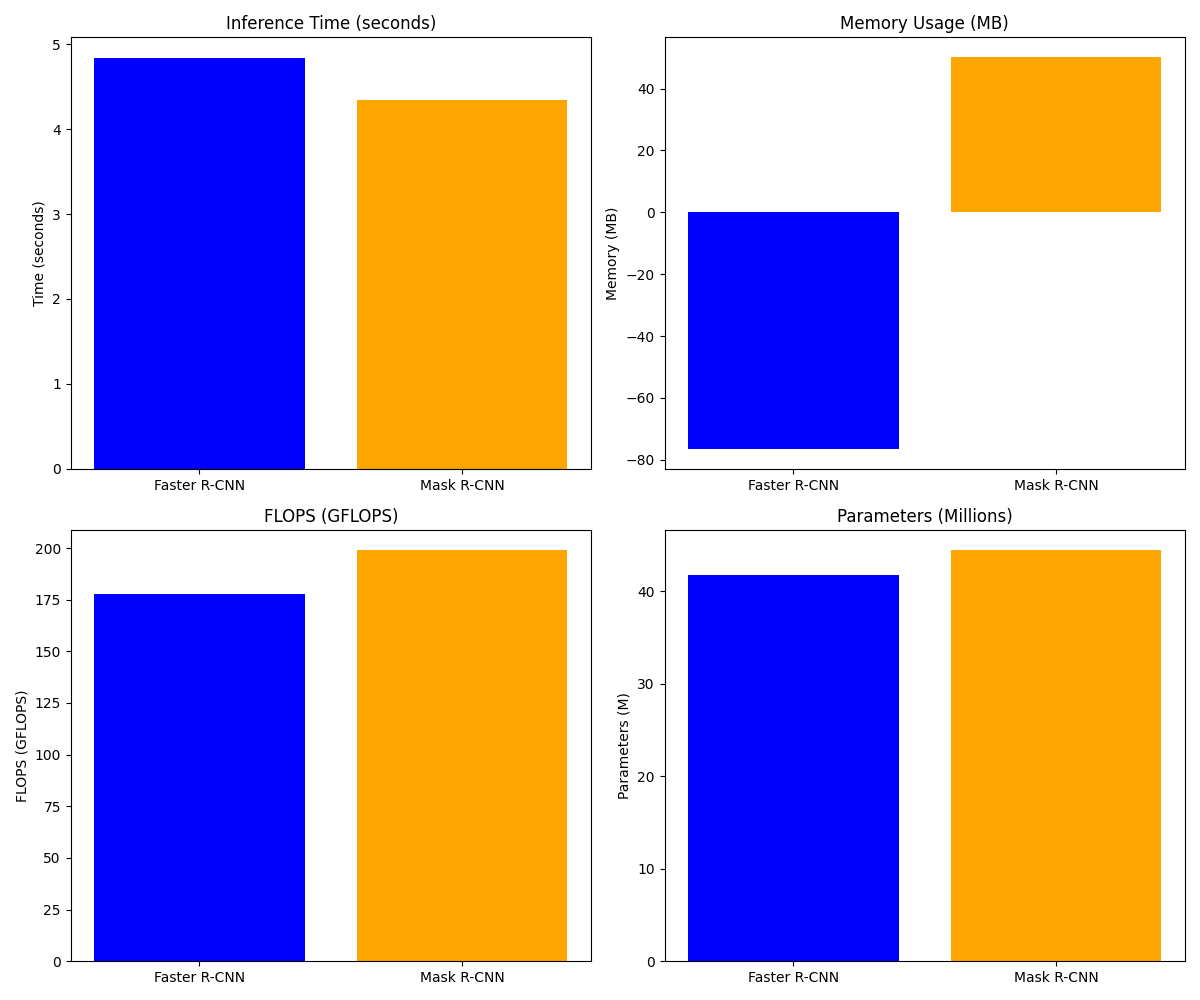 Inference Time (seconds)
5
4
3
2
1
0
Time (seconds)
Faster R-CNN
Mask R-CNN
Memory Usage (MB)
40
20
0
−20
−40
−60
−80
Memory (MB)
Faster R-CNN
Mask R-CNN
FLOPS (GFLOPS)
200
175
150
125
100
75
50
25
0
FLOPS (GFLOPS)
Faster R-CNN
Mask R-CNN
Parameters (Millions)
40
30
20
10
0
Parameters (M)
Faster R-CNN
Mask R-CNN